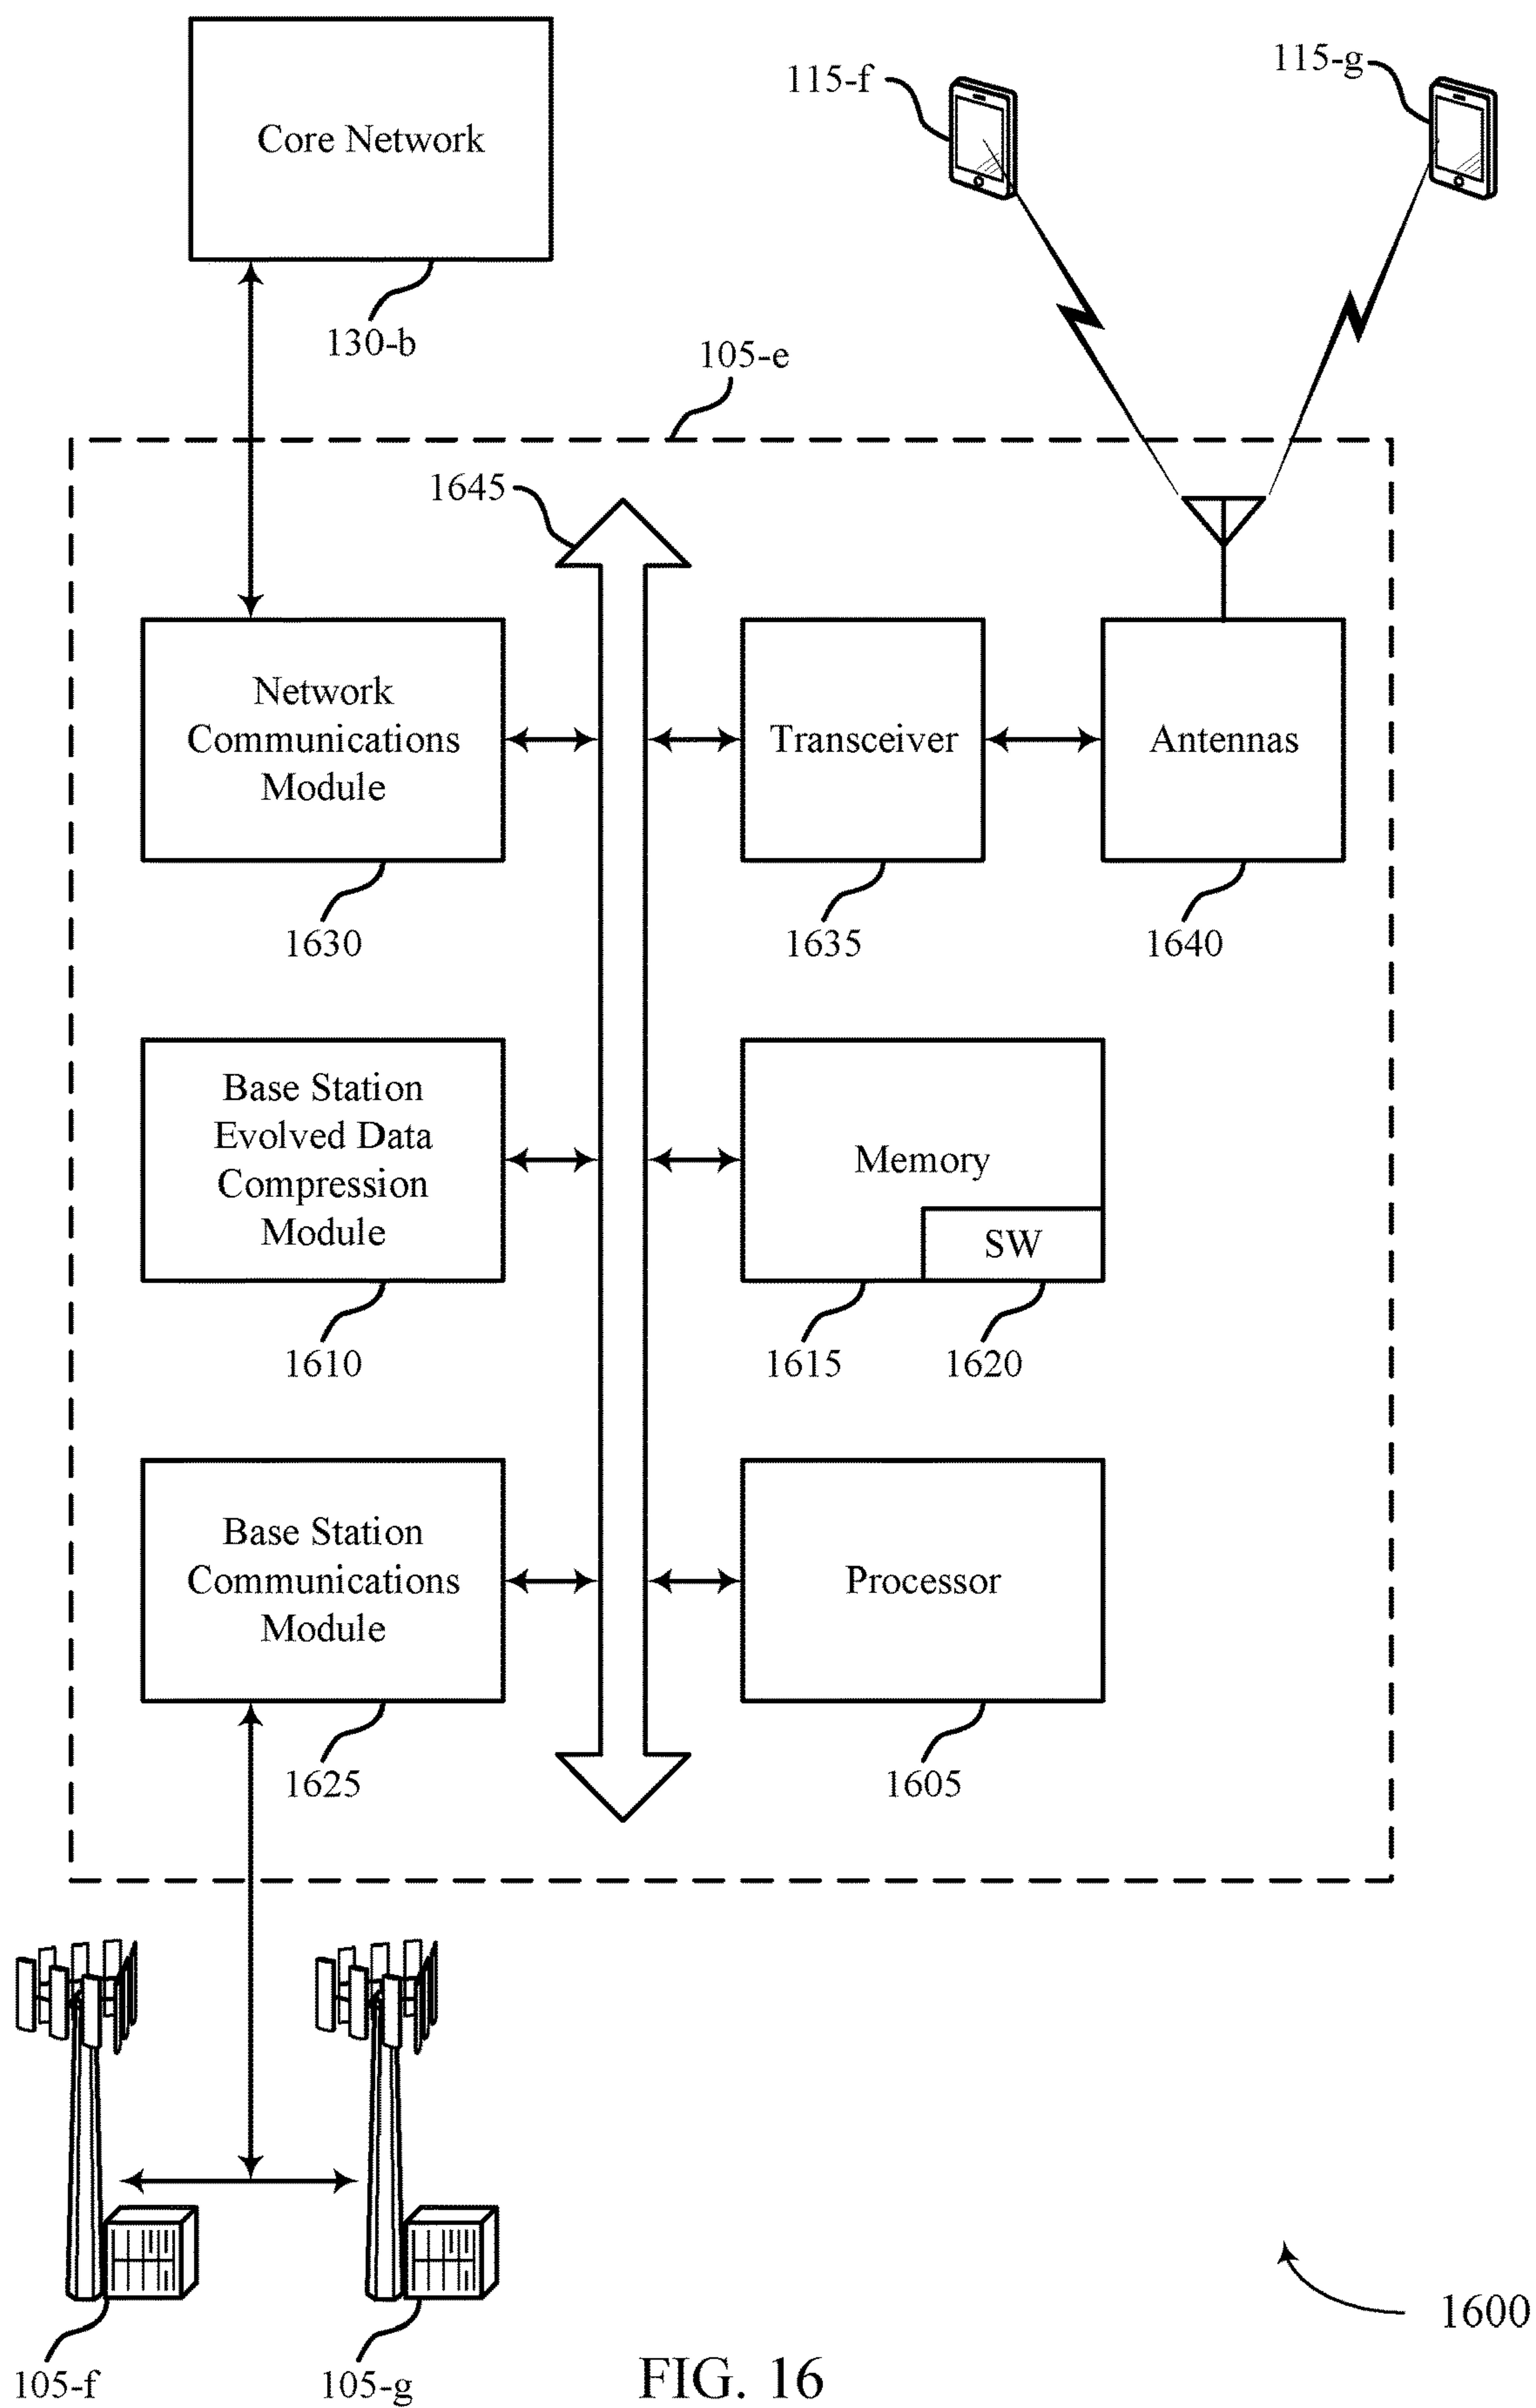 115-f
115-g
Core Network
130-b
105-e
1645
Network
Communications
Module
Transceiver
Antennas
1630
1635
1640
Base Station
Evolved Data
Compression
Module
Memory
SW
1610
1615
1620
Base Station
Communications
Module
Processor
1625
1605
1600
105-f
105-g
FIG. 16